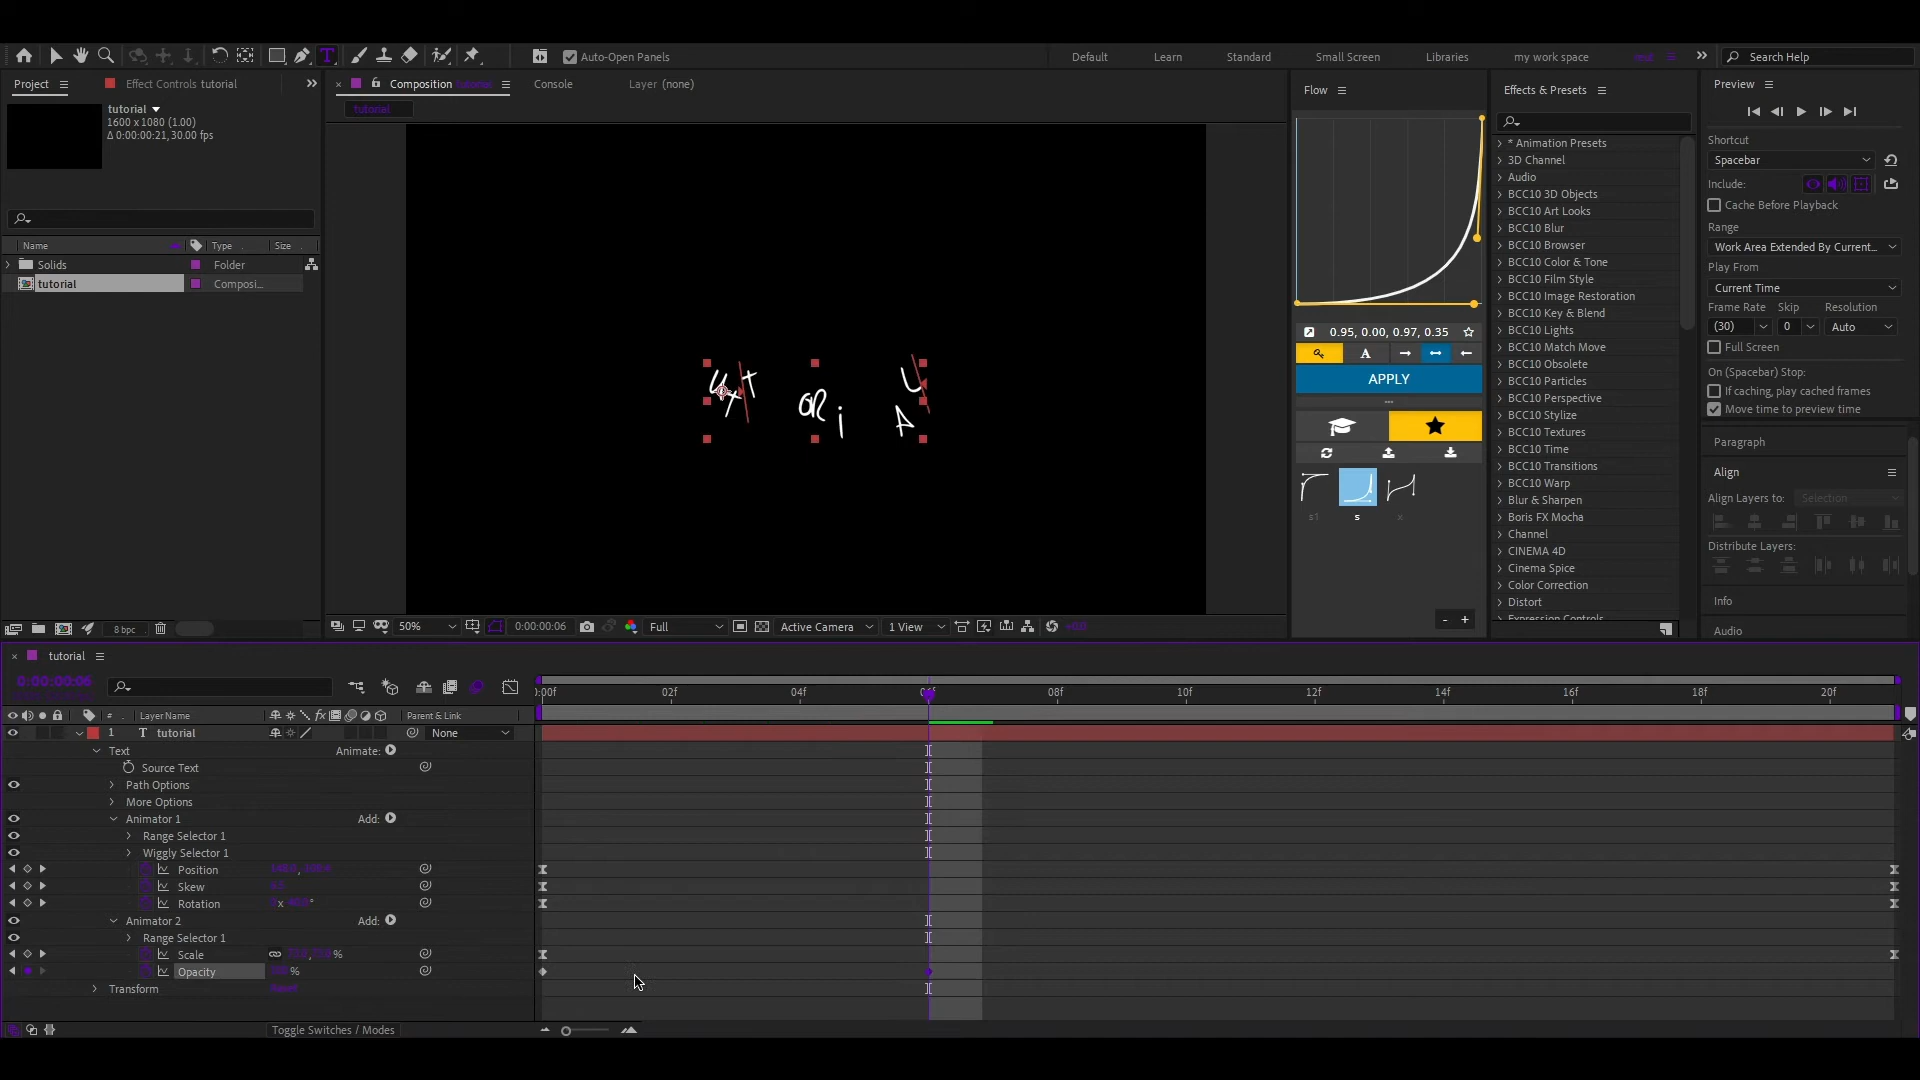 Auto-Open Panels
Default
Learn
Standard
Small Screen
Libraries
my work space
Search Help
Project
Effect Controls tutorial
Composition tutorial
Console
Layer (none)
Flow
Effects & Presets
Preview
tutorial
1600 x 1080 (1.00)
Δ 0:00:00:21, 30.00 fps
tutorial
Name
Type
Size
Solids
Folder
tutorial
Composi...
8 bpc
0.95, 0.00, 0.97, 0.35
A
APPLY
s1
s
x
- +
* Animation Presets
3D Channel
Audio
BCC10 3D Objects
BCC10 Art Looks
BCC10 Blur
BCC10 Browser
BCC10 Color & Tone
BCC10 Film Style
BCC10 Image Restoration
BCC10 Key & Blend
BCC10 Lights
BCC10 Match Move
BCC10 Obsolete
BCC10 Particles
BCC10 Perspective
BCC10 Stylize
BCC10 Textures
BCC10 Time
BCC10 Transitions
BCC10 Warp
Blur & Sharpen
Boris FX Mocha
Channel
CINEMA 4D
Cinema Spice
Color Correction
Distort
Expression Controls
Shortcut
Spacebar
Include:
Cache Before Playback
Range
Work Area Extended By Current...
Play From
Current Time
Frame Rate Skip Resolution
(30) 0 Auto
Full Screen
On (Spacebar) Stop:
If caching, play cached frames
Move time to preview time
Paragraph
Align
Align Layers to: Selection
Distribute Layers:
Info
Audio
50%
0:00:00:06
Full
Active Camera
1 View
+0.0
tutorial
0:00:00:06
:00f 02f 04f 06f 08f 10f 12f 14f 16f 18f 20f
# Layer Name
fx
Parent & Link
1 T tutorial
None
Text
Animate:
Source Text
Path Options
More Options
Animator 1
Add:
Range Selector 1
Wiggly Selector 1
Position
Skew
Rotation
Animator 2
Add:
Range Selector 1
Scale
%
Opacity
%
Transform
Reset
Toggle Switches / Modes